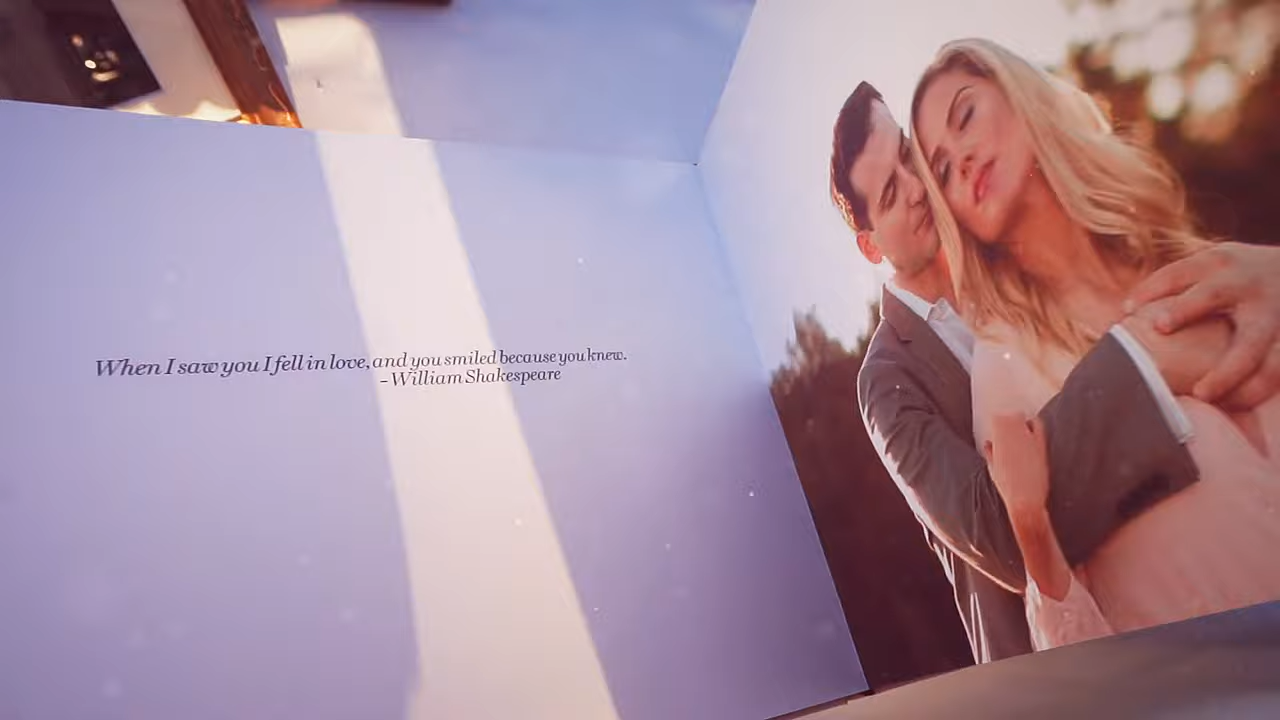 When I saw you I fell in love, and you smiled because you knew.
– William Shakespeare